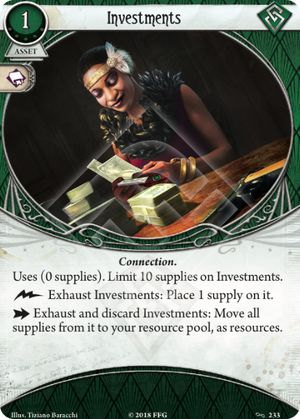 1
Investments
ASSET
Connection.
Uses (0 supplies). Limit 10 supplies on Investments.
Exhaust Investments: Place 1 supply on it.
Exhaust and discard Investments: Move all
supplies from it to your resource pool, as resources.
Illus. Tiziano Baracchi © 2018 FFG 233